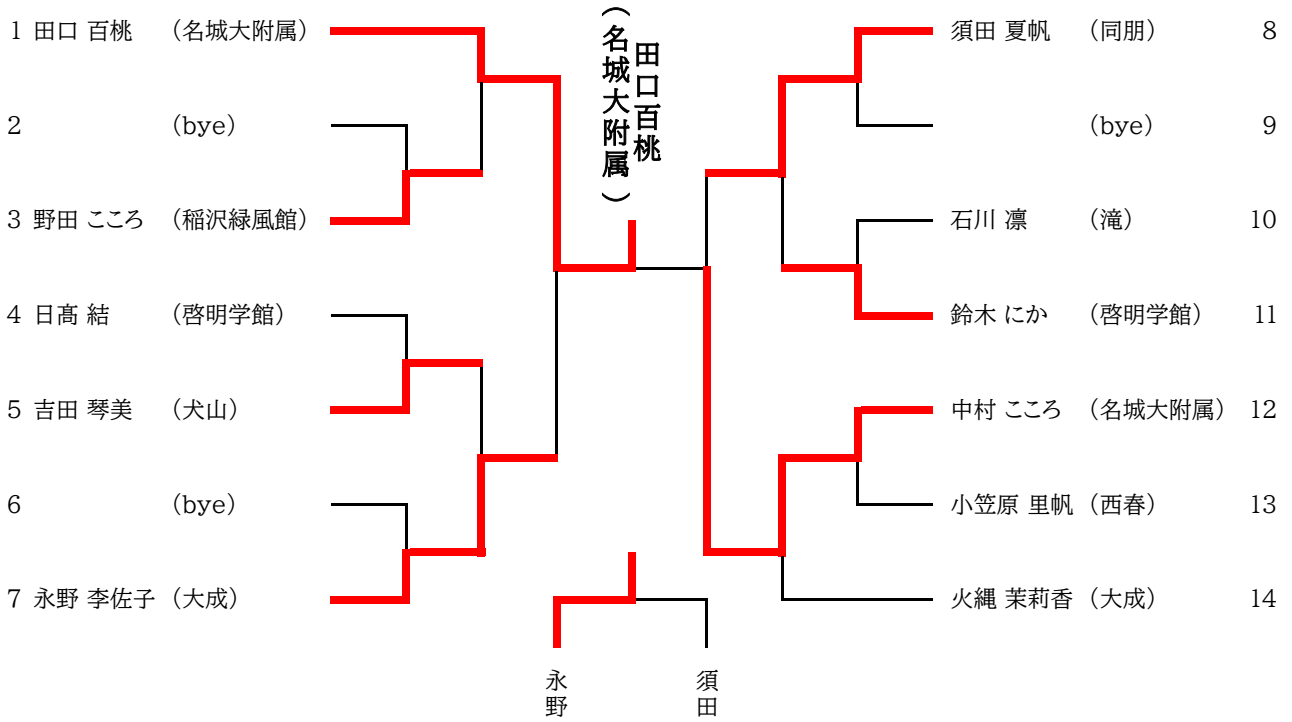 1 田口 百桃 （名城大附属）
2 （bye）
3 野田 こころ （稲沢緑風館）
4 日髙 結 （啓明学館）
5 吉田 琴美 （犬山）
6 （bye）
7 永野 李佐子 （大成）
田口百桃
（名城大附属）
須田 夏帆 （同朋） 8
（bye） 9
石川 凛 （滝） 10
鈴木 にか （啓明学館） 11
中村 こころ （名城大附属） 12
小笠原 里帆 （西春） 13
火縄 茉莉香 （大成） 14
永野
須田